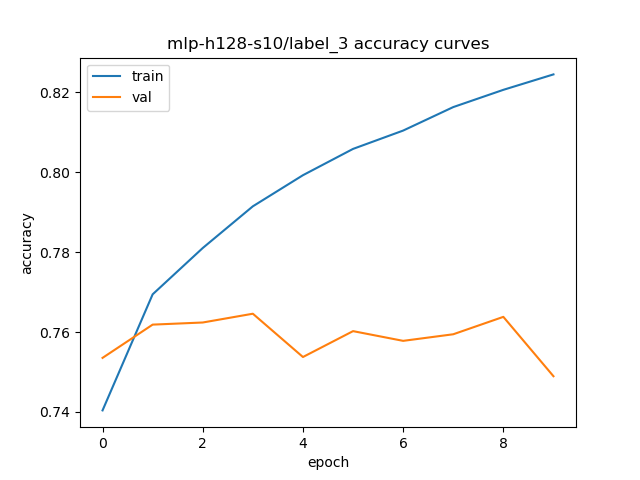 mlp-h128-s10/label_3 accuracy curves
train
val
accuracy
0.82
0.80
0.78
0.76
0.74
0 2 4 6 8
epoch